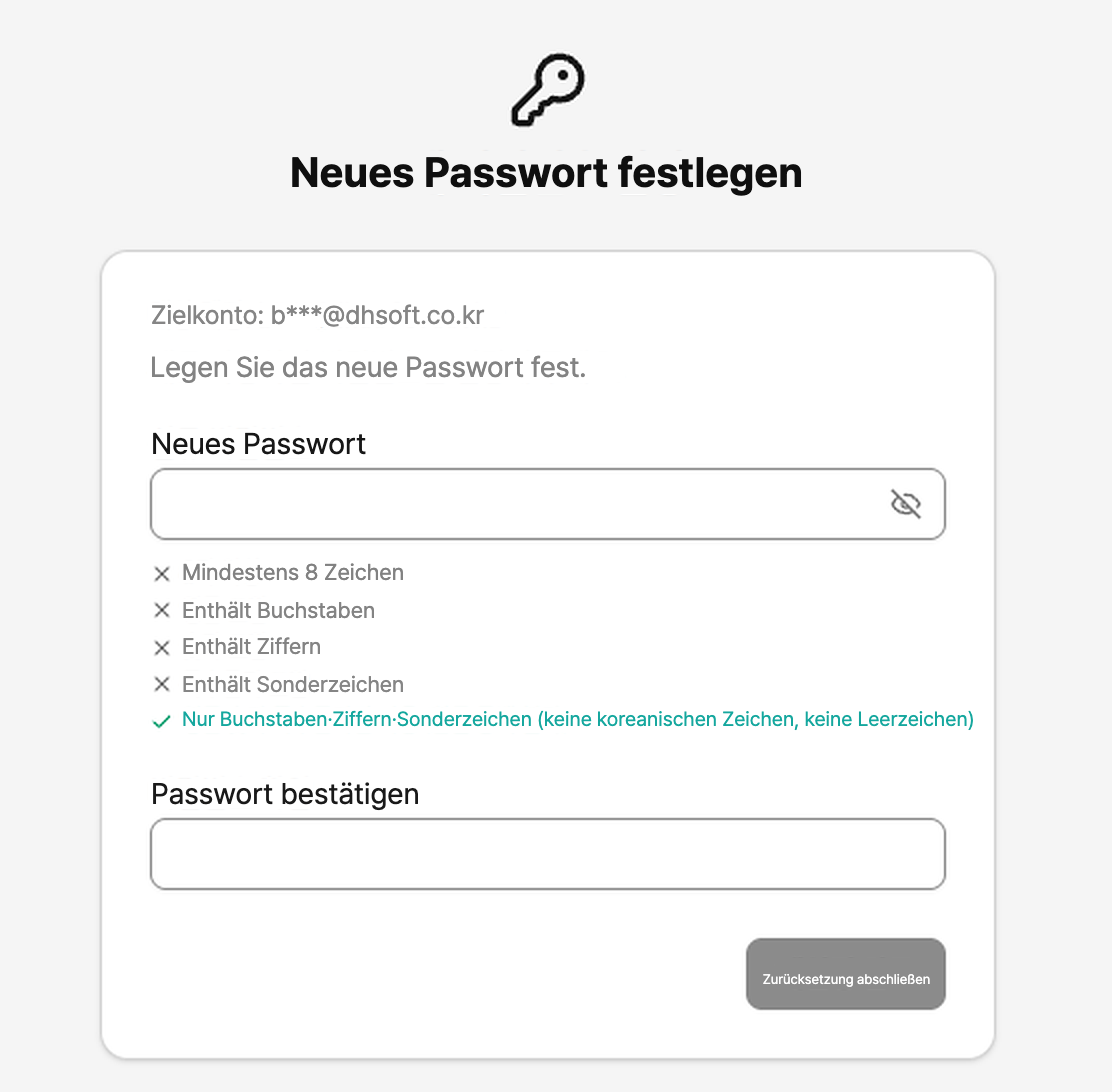 Neues Passwort festlegen
Zielkonto: b***@dhsoft.co.kr
Legen Sie das neue Passwort fest.
Neues Passwort
Mindestens 8 Zeichen
Enthält Buchstaben
Enthält Ziffern
Enthält Sonderzeichen
Nur Buchstaben·Ziffern·Sonderzeichen (keine koreanischen Zeichen, keine Leerzeichen)
Passwort bestätigen
Zurücksetzung abschließen